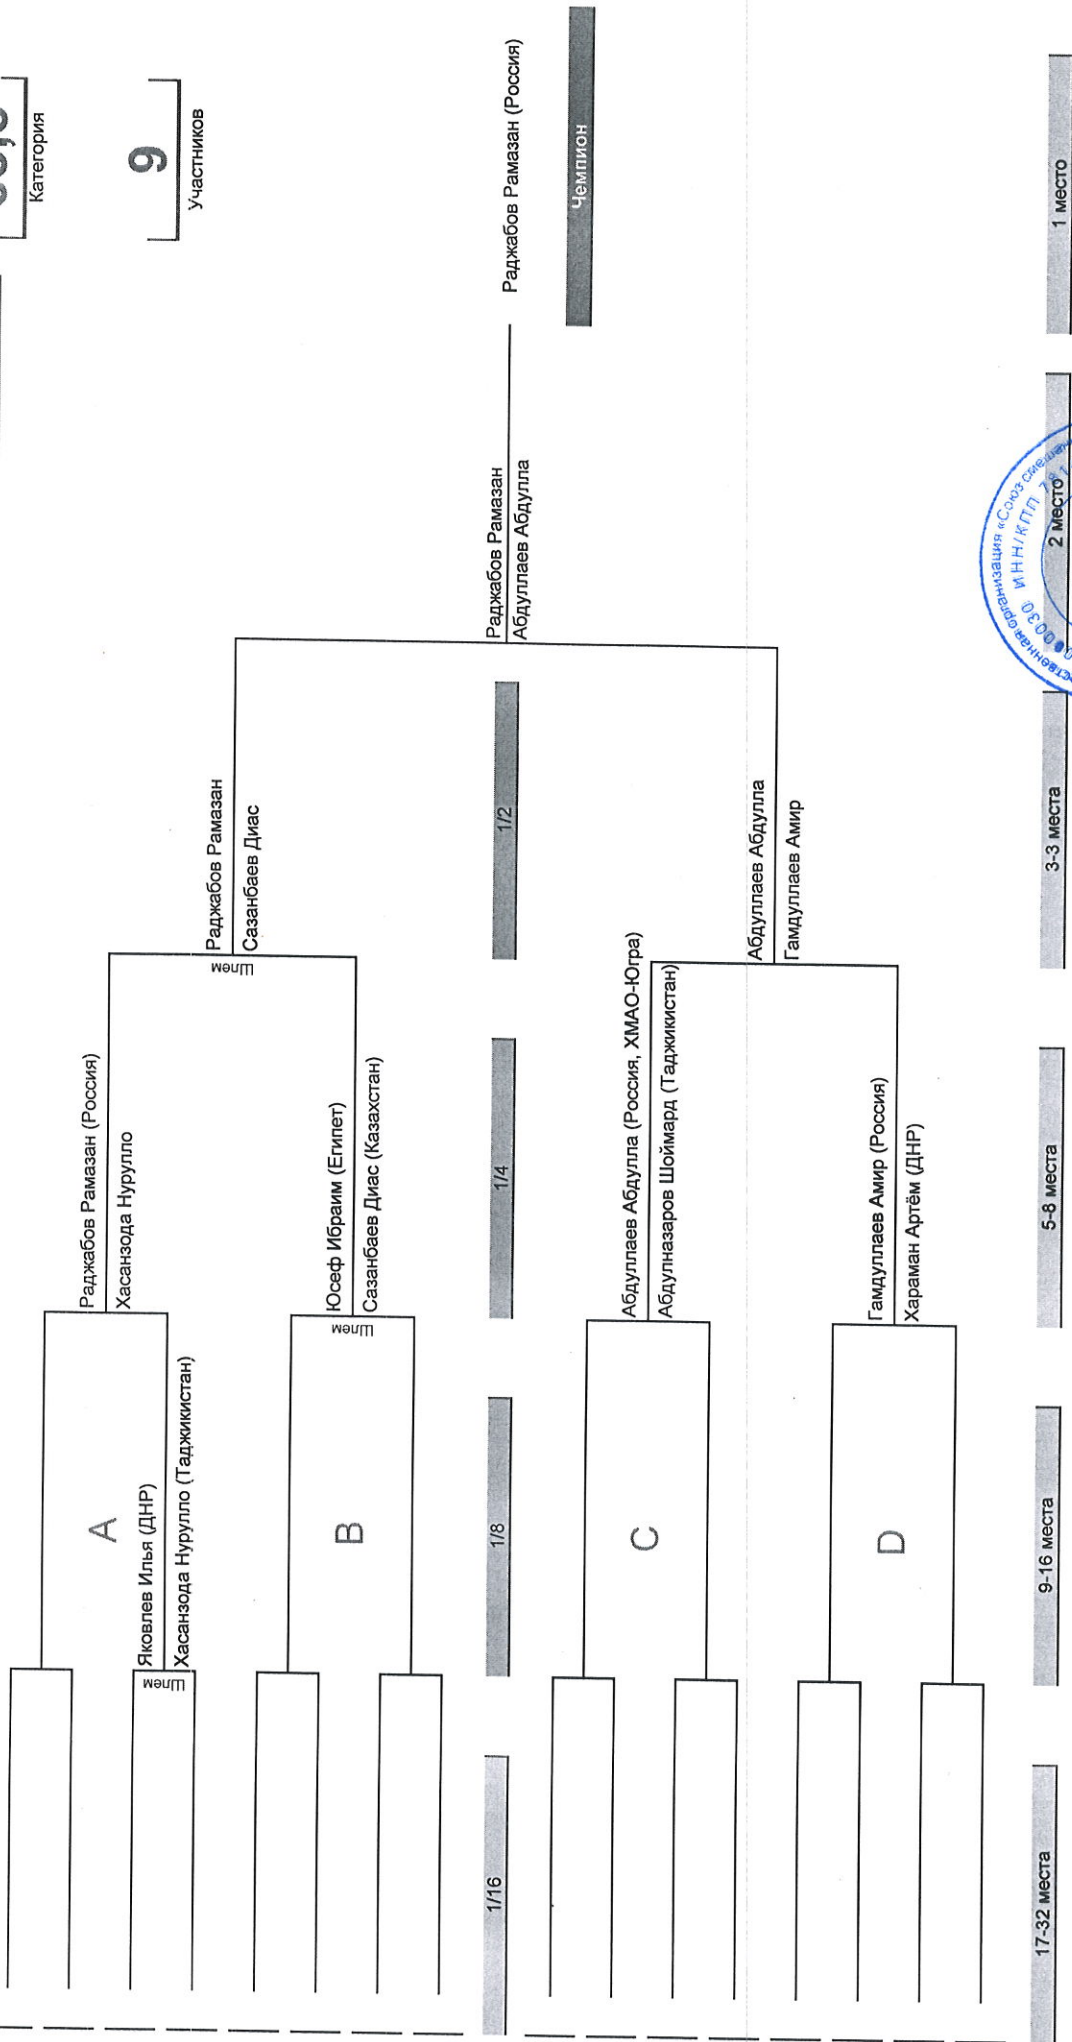 Категория
9
Участников
Яковлев Илья (ДНР)
Хасанзода Нурулло (Таджикистан)
Шлем
A
Раджабов Рамазан (Россия)
Хасанзода Нурулло
B
Шлем
Юсеф Ибраим (Египет)
Сазанбаев Диас (Казахстан)
Шлем
Раджабов Рамазан
Сазанбаев Диас
Раджабов Рамазан
Абдуллаев Абдулла
Раджабов Рамазан (Россия)
Чемпион
1/16
1/8
1/4
1/2
C
Абдуллаев Абдулла (Россия, ХМАО-Югра)
Абдулназаров Шоймард (Таджикистан)
Абдуллаев Абдулла
Гамдуллаев Амир
D
Гамдуллаев Амир (Россия)
Хараман Артём (ДНР)
17-32 места
9-16 места
5-8 места
3-3 места
2 место
1 место
организация «Союз
ИНН/КПП